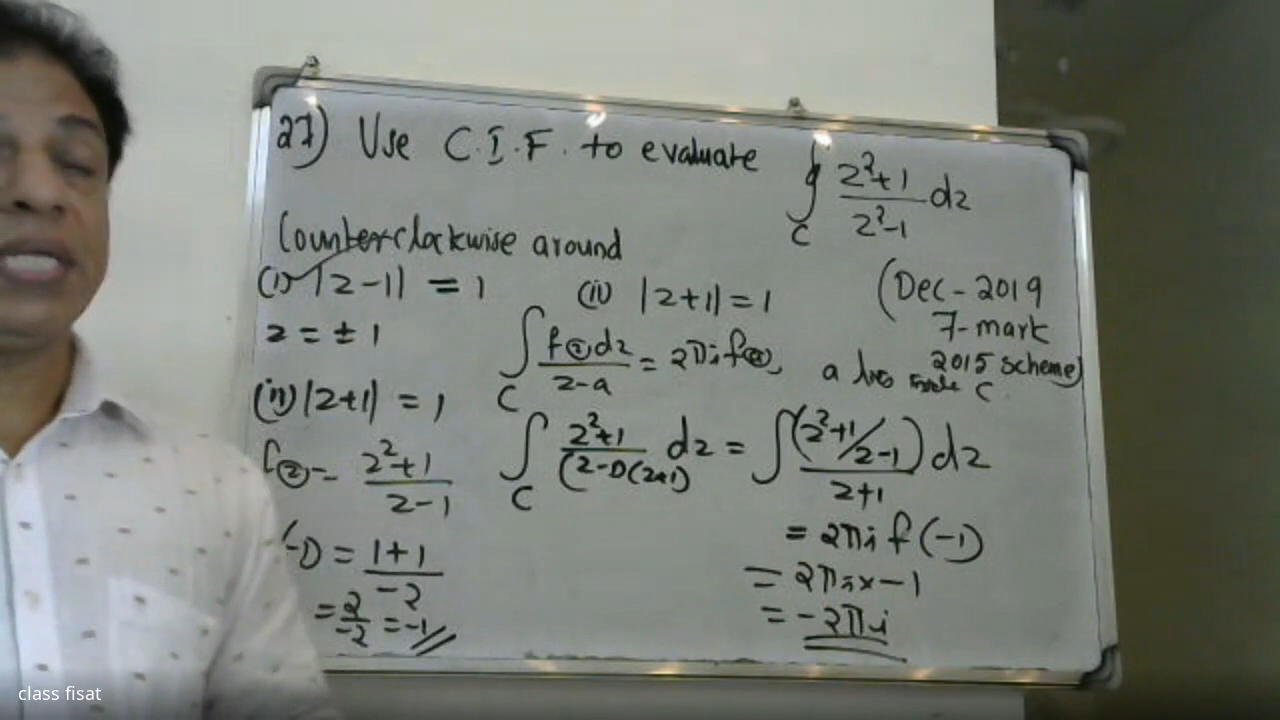 27) Use C.I.F. to evaluate ∮_C (z²+1)/(z²-1) dz
Counterclockwise around
(i) |z-1| = 1 (ii) |z+1| = 1
(Dec-2019
7-mark
2015 scheme)
z = ±1
∫_C f(z)dz/(z-a) = 2πi f(a), a lies inside C.
(ii) |z+1| = 1
f(z) = (z²+1)/(z-1)
∫_C (z²+1)/((z-1)(z+1)) dz = ∫ ((z²+1)/(z-1))/(z+1) dz
(-1) = (1+1)/(-2)
= 2/-2 = -1
= 2πi f(-1)
= 2πi × -1
= -2πi
class fisat